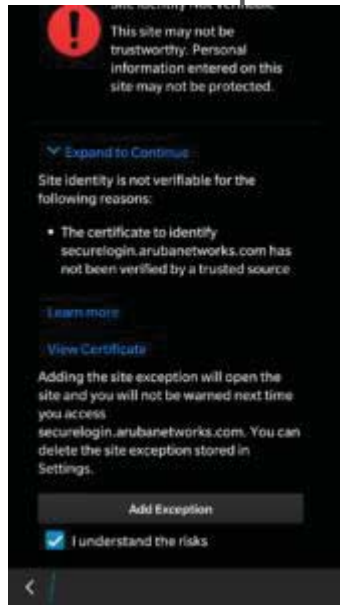 Site Identity Not Verifiable
This site may not be
trustworthy. Personal
information entered on this
site may not be protected.
Expand to Continue
Site identity is not verifiable for the
following reasons:
• The certificate to identify
securelogin.arubanetworks.com has
not been verified by a trusted source
Learn more
View Certificate
Adding the site exception will open the
site and you will not be warned next time
you access
securelogin.arubanetworks.com. You can
delete the site exception stored in
Settings.
Add Exception
I understand the risks